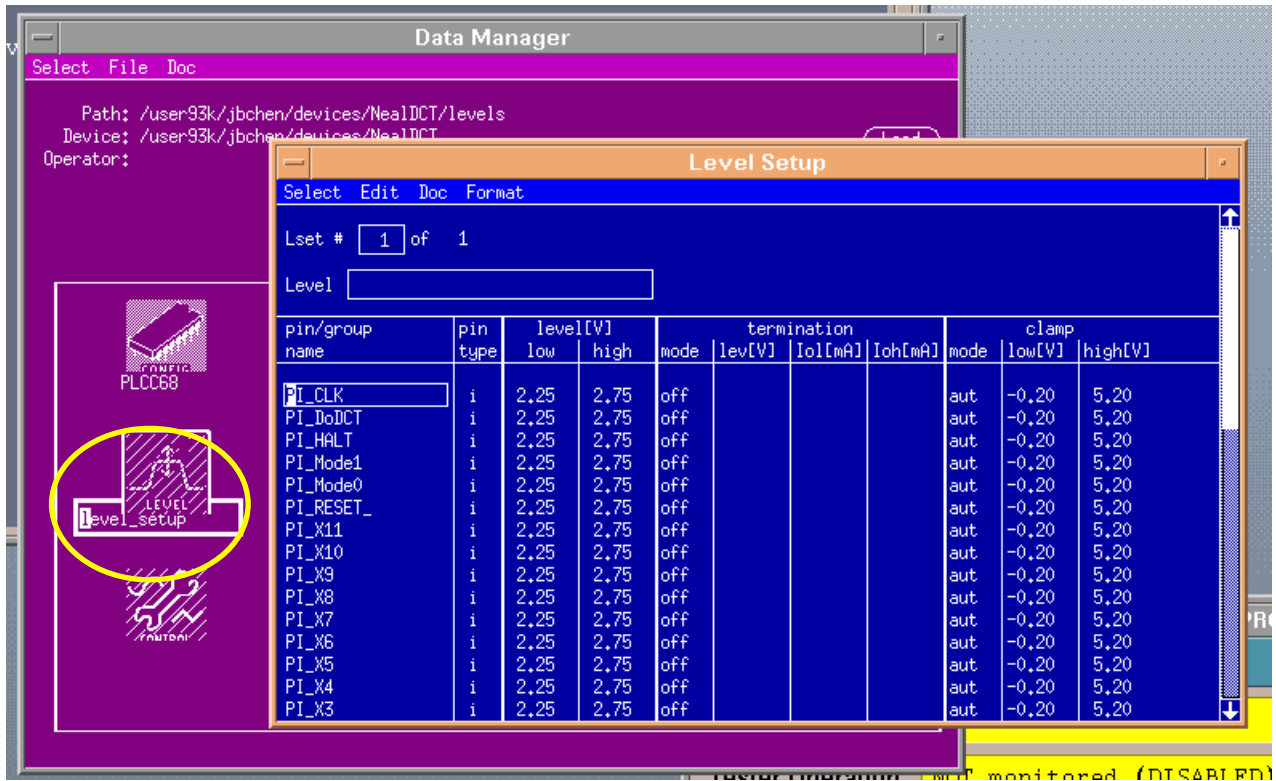 v
Data Manager
Select File Doc
Path: /user93k/jbchen/devices/NealDCT/levels
Device: /user93k/jbchen/devices/NealDCT
Load
Operator:
Level Setup
Select Edit Doc Format
Lset # 1 of 1
Level
pin/group pin level[V] termination clamp
name type low high mode lev[V] Iol[mA] Ioh[mA] mode low[V] high[V]
PI_CLK i 2.25 2.75 off aut -0.20 5.20
PI_DoDCT i 2.25 2.75 off aut -0.20 5.20
PI_HALT i 2.25 2.75 off aut -0.20 5.20
PI_Mode1 i 2.25 2.75 off aut -0.20 5.20
PI_Mode0 i 2.25 2.75 off aut -0.20 5.20
PI_RESET_ i 2.25 2.75 off aut -0.20 5.20
PI_X11 i 2.25 2.75 off aut -0.20 5.20
PI_X10 i 2.25 2.75 off aut -0.20 5.20
PI_X9 i 2.25 2.75 off aut -0.20 5.20
PI_X8 i 2.25 2.75 off aut -0.20 5.20
PI_X7 i 2.25 2.75 off aut -0.20 5.20
PI_X6 i 2.25 2.75 off aut -0.20 5.20
PI_X5 i 2.25 2.75 off aut -0.20 5.20
PI_X4 i 2.25 2.75 off aut -0.20 5.20
PI_X3 i 2.25 2.75 off aut -0.20 5.20
CONFIG
PLCC68
LEVEL
level_setup
CONTROL
PRO
Tester Operation NOT monitored (DISABLED)